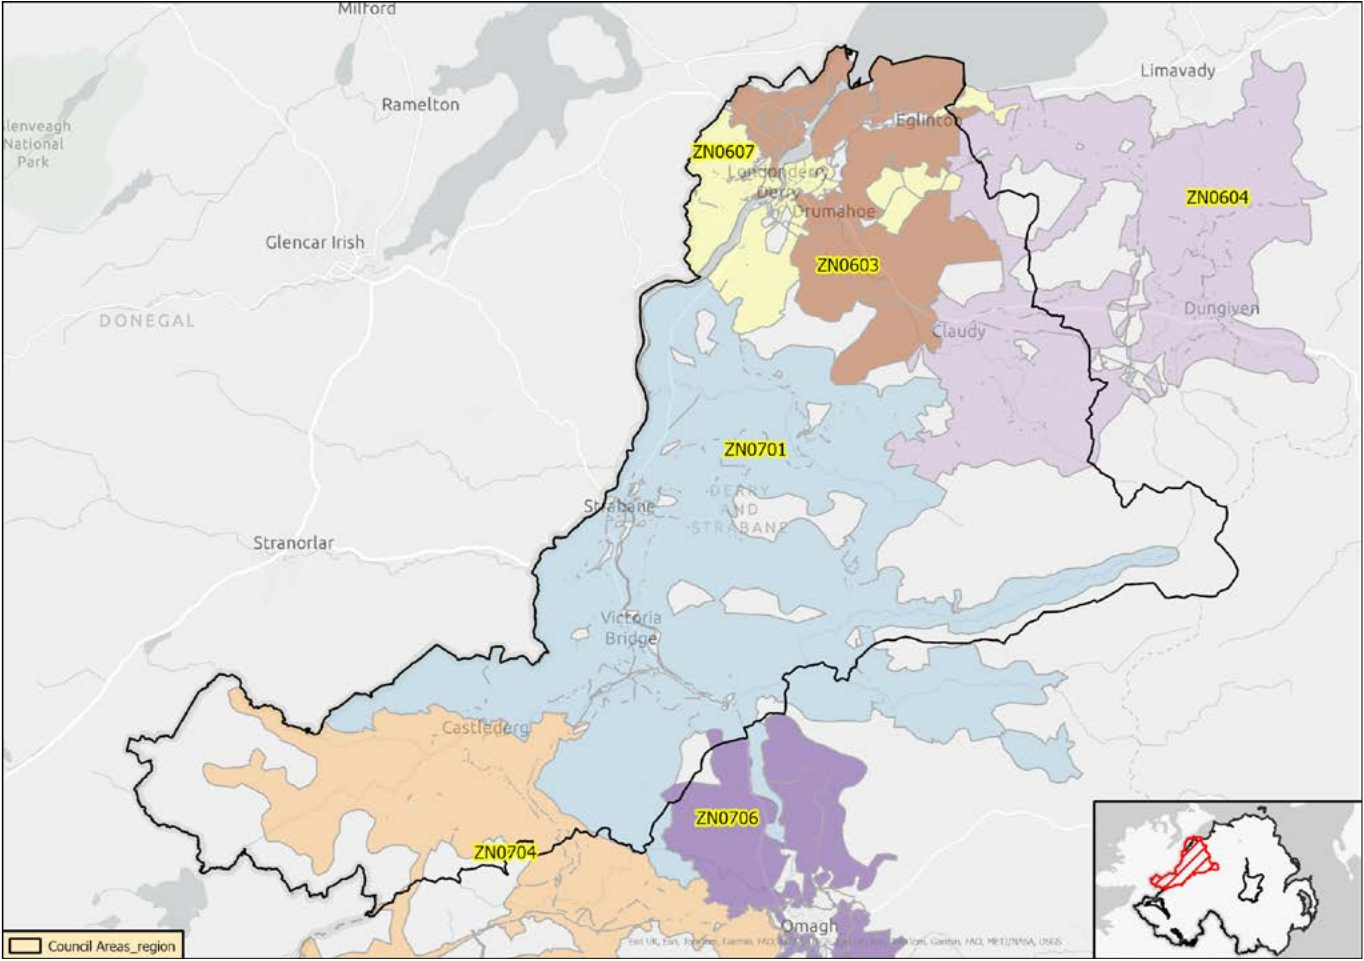 Milford
Limavady
Ramelton
Glenveagh
National
Park
Eglinton
ZN0607
Londonderry/
Derry
ZN0604
Drumahoe
Glencar Irish
ZN0603
DONEGAL
Dungiven
Claudy
ZN0701
DERRY
AND
STRABANE
Strabane
Stranorlar
Victoria
Bridge
Castlederg
ZN0706
ZN0704
Omagh
Council Areas_region